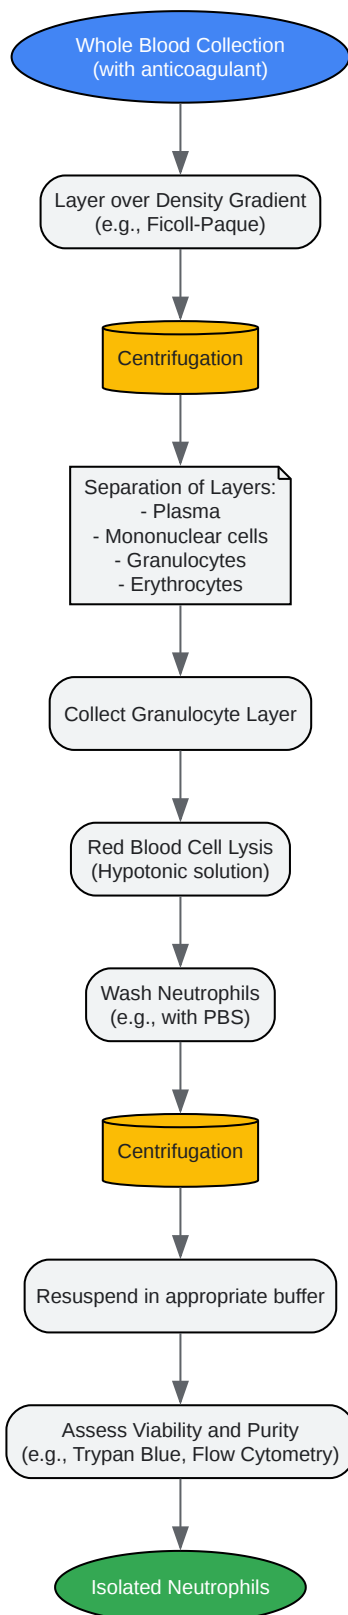 Whole Blood Collection
(with anticoagulant)
Layer over Density Gradient
(e.g., Ficoll-Paque)
Centrifugation
Separation of Layers:
- Plasma
- Mononuclear cells
- Granulocytes
- Erythrocytes
Collect Granulocyte Layer
Red Blood Cell Lysis
(Hypotonic solution)
Wash Neutrophils
(e.g., with PBS)
Centrifugation
Resuspend in appropriate buffer
Assess Viability and Purity
(e.g., Trypan Blue, Flow Cytometry)
Isolated Neutrophils